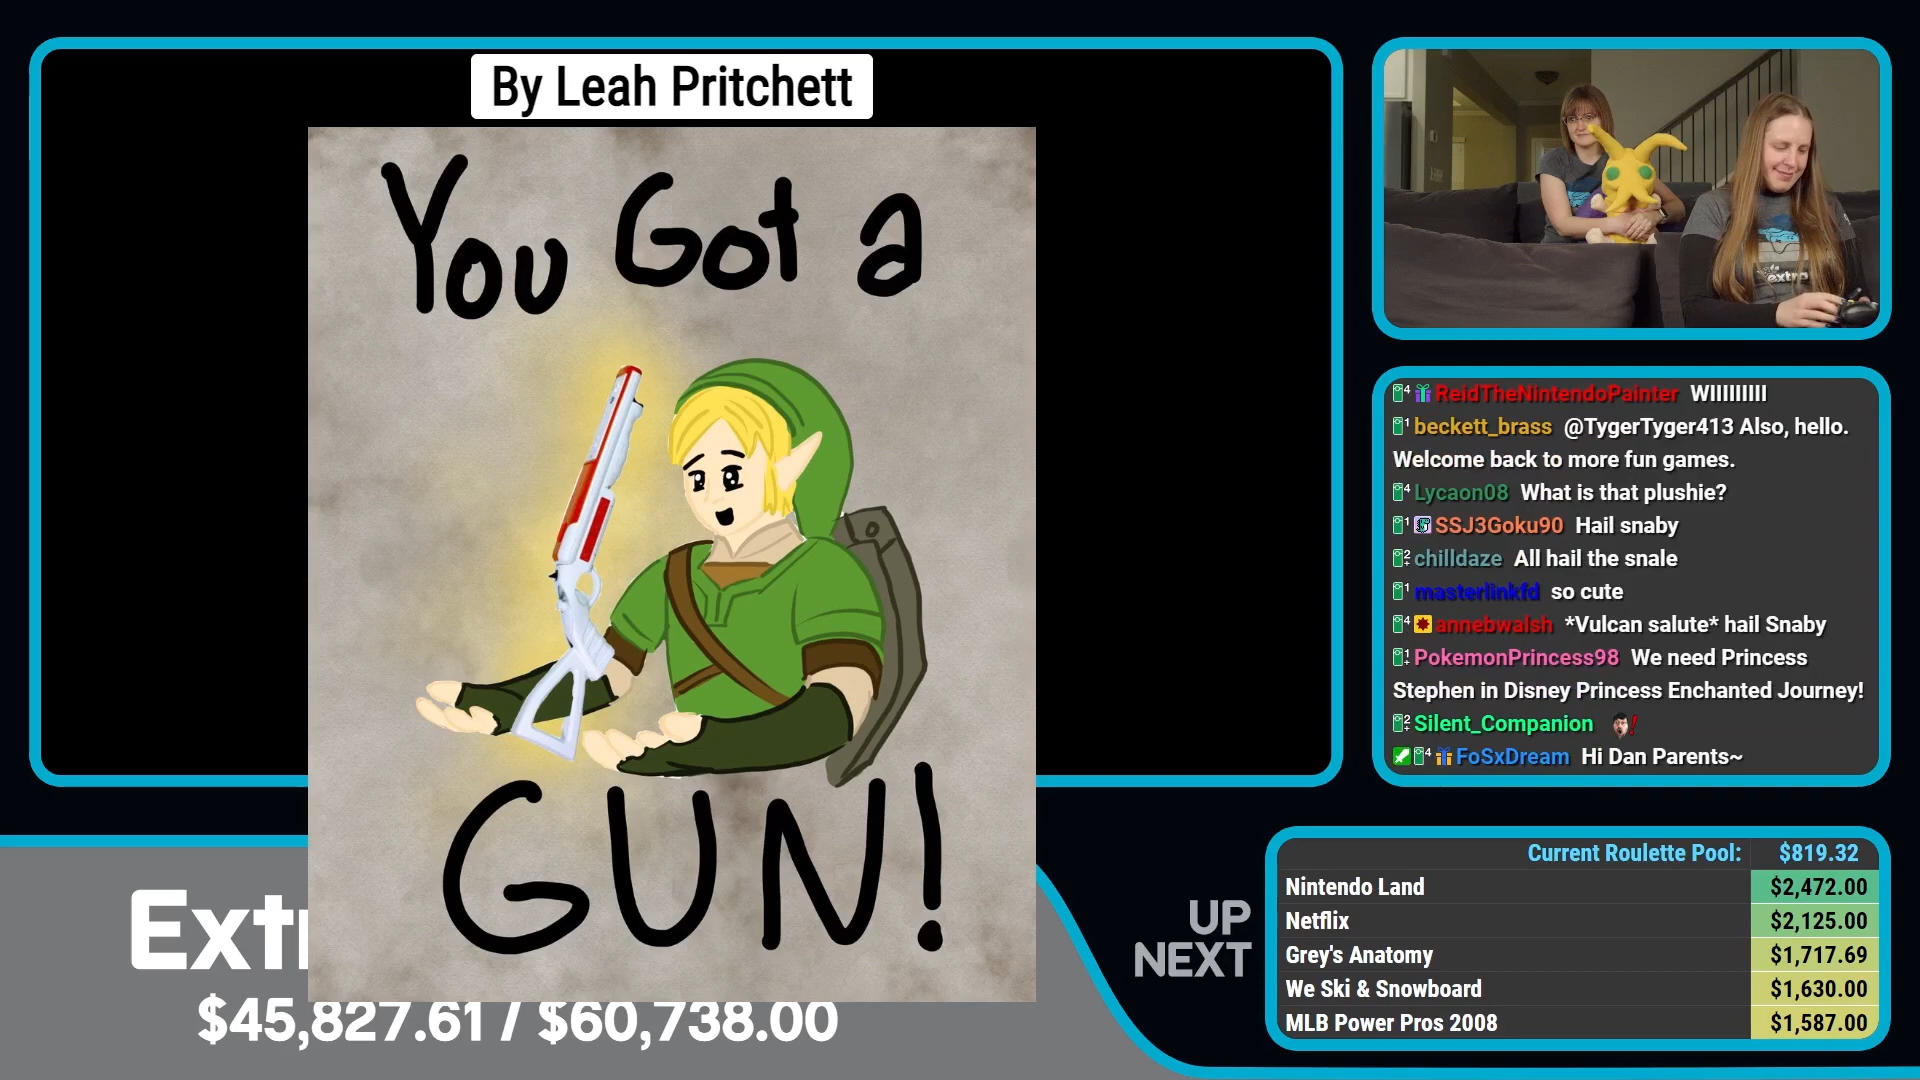 By Leah Pritchett
You Got a
GUN!
Extr
$45,827.61 / $60,738.00
extra
ReidTheNintendoPainter WIIIIIIIII
beckett_brass @TygerTyger413 Also, hello.
Welcome back to more fun games.
Lycaon08 What is that plushie?
SSJ3Goku90 Hail snaby
chilldaze All hail the snale
masterlinkfd so cute
annebwalsh *Vulcan salute* hail Snaby
PokemonPrincess98 We need Princess
Stephen in Disney Princess Enchanted Journey!
Silent_Companion
FoSxDream Hi Dan Parents~
UP
NEXT
Current Roulette Pool: $819.32
Nintendo Land $2,472.00
Netflix $2,125.00
Grey's Anatomy $1,717.69
We Ski & Snowboard $1,630.00
MLB Power Pros 2008 $1,587.00